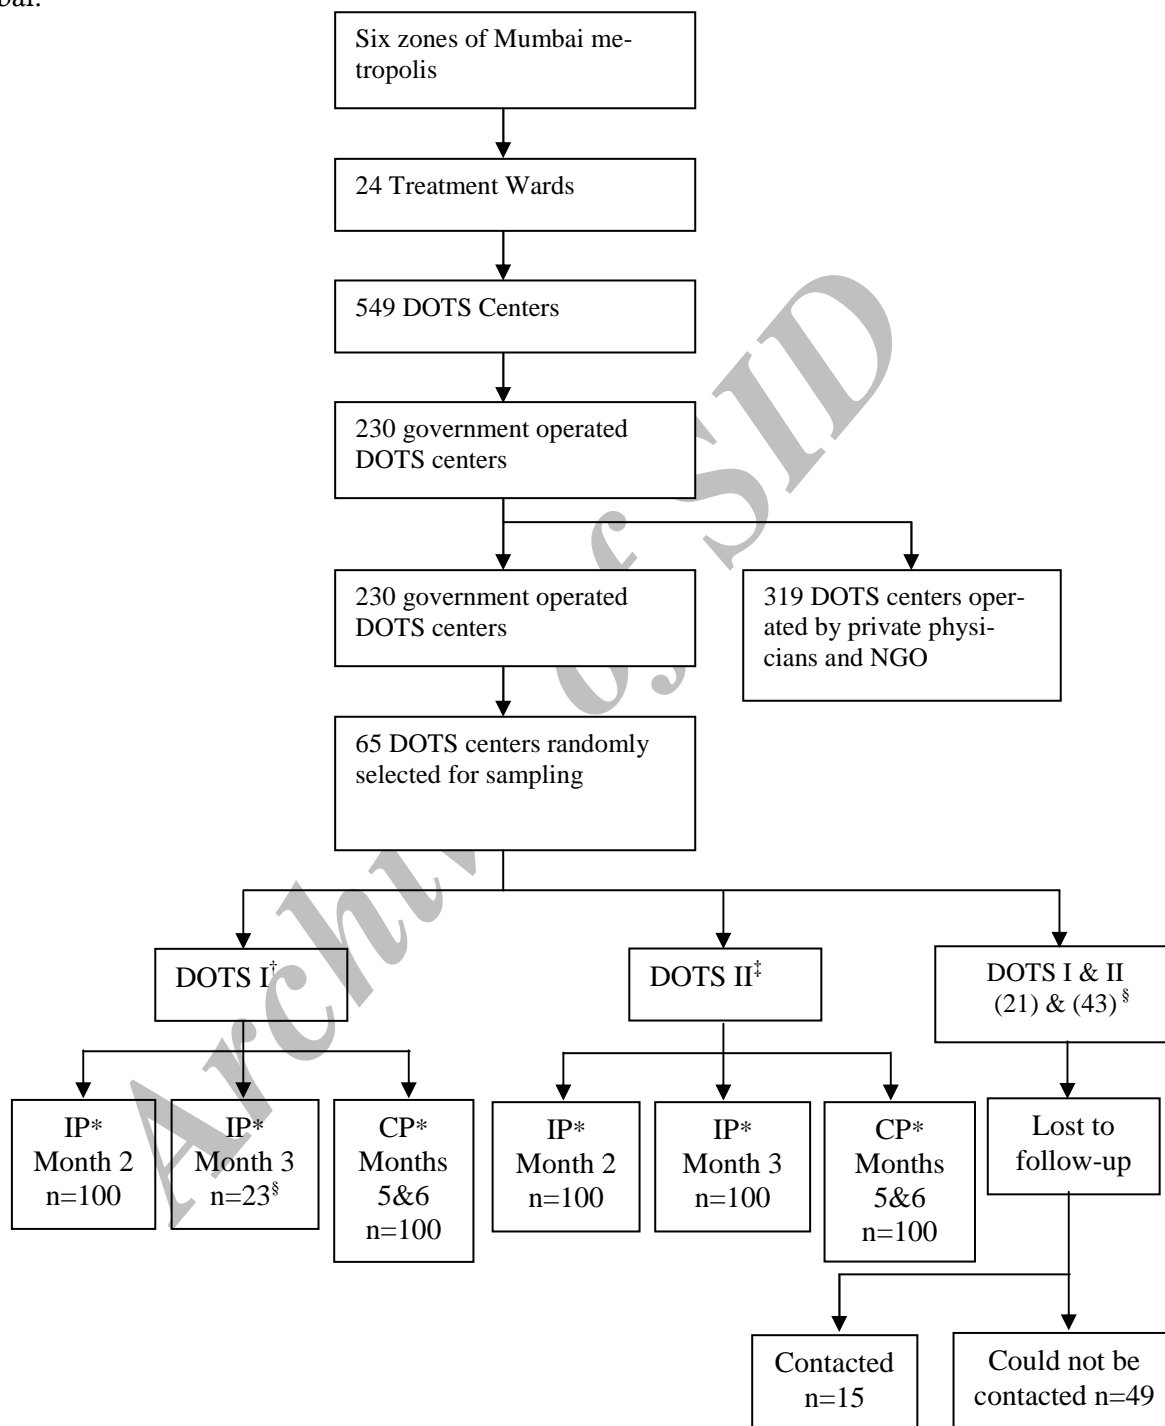 Six zones of Mumbai me-
tropolis
24 Treatment Wards
549 DOTS Centers
230 government operated
DOTS centers
230 government operated
DOTS centers
319 DOTS centers oper-
ated by private physi-
cians and NGO
65 DOTS centers randomly
selected for sampling
DOTS I†
DOTS II‡
DOTS I & II
(21) & (43) §
IP*
Month 2
n=100
IP*
Month 3
n=23§
CP*
Months
5&6
n=100
IP*
Month 2
n=100
IP*
Month 3
n=100
CP*
Months
5&6
n=100
Lost to
follow-up
Contacted
n=15
Could not be
contacted n=49
Archive of SID